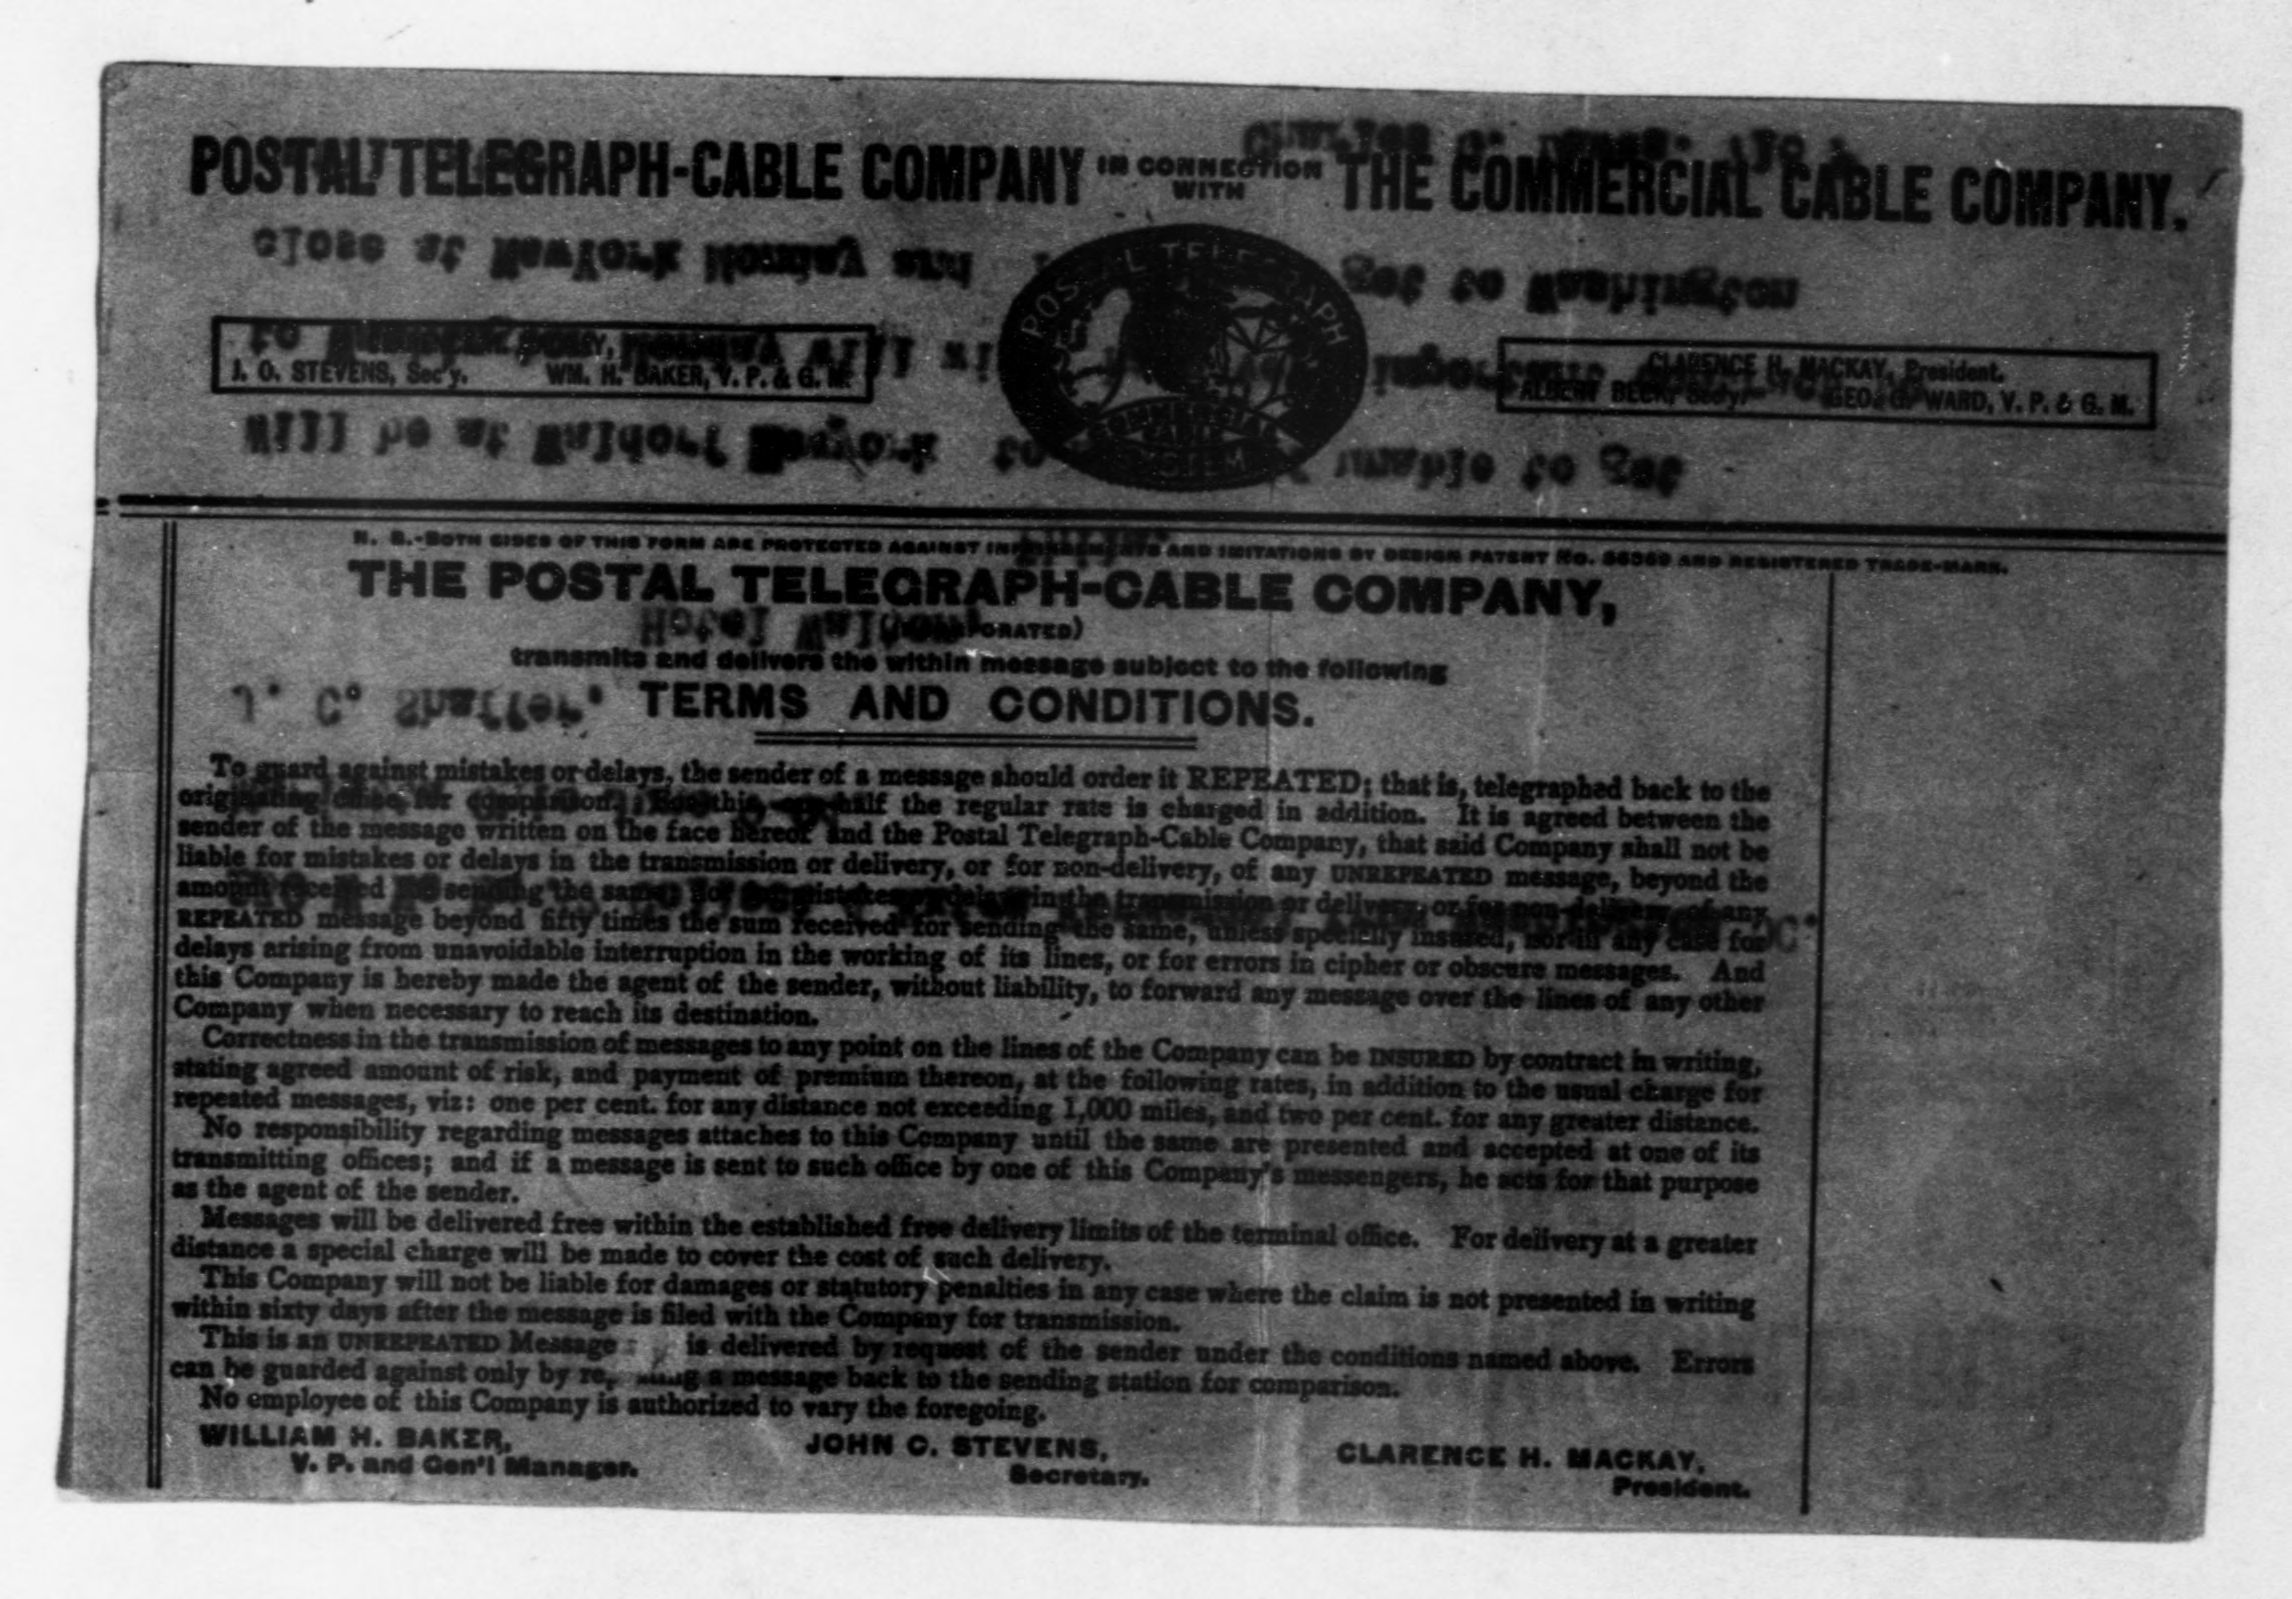 POSTAL TELEGRAPH-CABLE COMPANY IN CONNECTION WITH THE COMMERCIAL CABLE COMPANY.
POSTAL TELEGRAPH
COMMERCIAL
CABLE
SYSTEM
J. O. STEVENS, Sec'y. WM. H. BAKER, V. P. & G. M.
CLARENCE H. MACKAY, President.
ALBERT BECK, Sec'y. GEO. G. WARD, V. P. & G. M.
N. B.-BOTH SIDES OF THIS FORM ARE PROTECTED AGAINST INFRINGEMENTS AND IMITATIONS BY DESIGN PATENT No. 36369 AND REGISTERED TRADE-MARK.
THE POSTAL TELEGRAPH-CABLE COMPANY,
(INCORPORATED)
transmits and delivers the within message subject to the following
TERMS AND CONDITIONS.
To guard against mistakes or delays, the sender of a message should order it REPEATED; that is, telegraphed back to the
originating office for comparison. For this, one-half the regular rate is charged in addition. It is agreed between the
sender of the message written on the face hereof and the Postal Telegraph-Cable Company, that said Company shall not be
liable for mistakes or delays in the transmission or delivery, or for non-delivery, of any UNREPEATED message, beyond the
amount received for sending the same; nor for mistakes or delays in the transmission or delivery, or for non-delivery, of any
REPEATED message beyond fifty times the sum received for sending the same, unless specially insured, nor in any case for
delays arising from unavoidable interruption in the working of its lines, or for errors in cipher or obscure messages. And
this Company is hereby made the agent of the sender, without liability, to forward any message over the lines of any other
Company when necessary to reach its destination.
Correctness in the transmission of messages to any point on the lines of the Company can be INSURED by contract in writing,
stating agreed amount of risk, and payment of premium thereon, at the following rates, in addition to the usual charge for
repeated messages, viz: one per cent. for any distance not exceeding 1,000 miles, and two per cent. for any greater distance.
No responsibility regarding messages attaches to this Company until the same are presented and accepted at one of its
transmitting offices; and if a message is sent to such office by one of this Company's messengers, he acts for that purpose
as the agent of the sender.
Messages will be delivered free within the established free delivery limits of the terminal office. For delivery at a greater
distance a special charge will be made to cover the cost of such delivery.
This Company will not be liable for damages or statutory penalties in any case where the claim is not presented in writing
within sixty days after the message is filed with the Company for transmission.
This is an UNREPEATED Message is delivered by request of the sender under the conditions named above. Errors
can be guarded against only by repeating a message back to the sending station for comparison.
No employee of this Company is authorized to vary the foregoing.
WILLIAM H. BAKER,
V. P. and Gen'l Manager.
JOHN O. STEVENS,
Secretary.
CLARENCE H. MACKAY,
President.